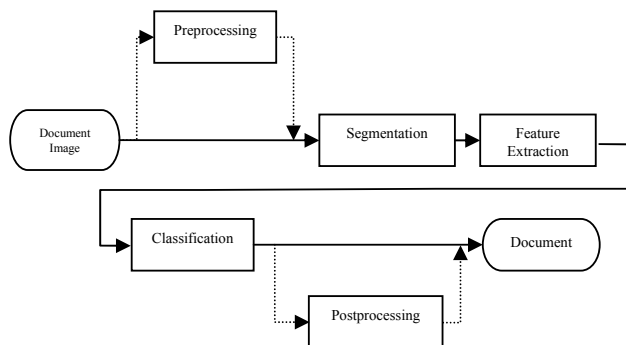 Preprocessing
Document
Image
Segmentation
Feature
Extraction
Classification
Document
Postprocessing